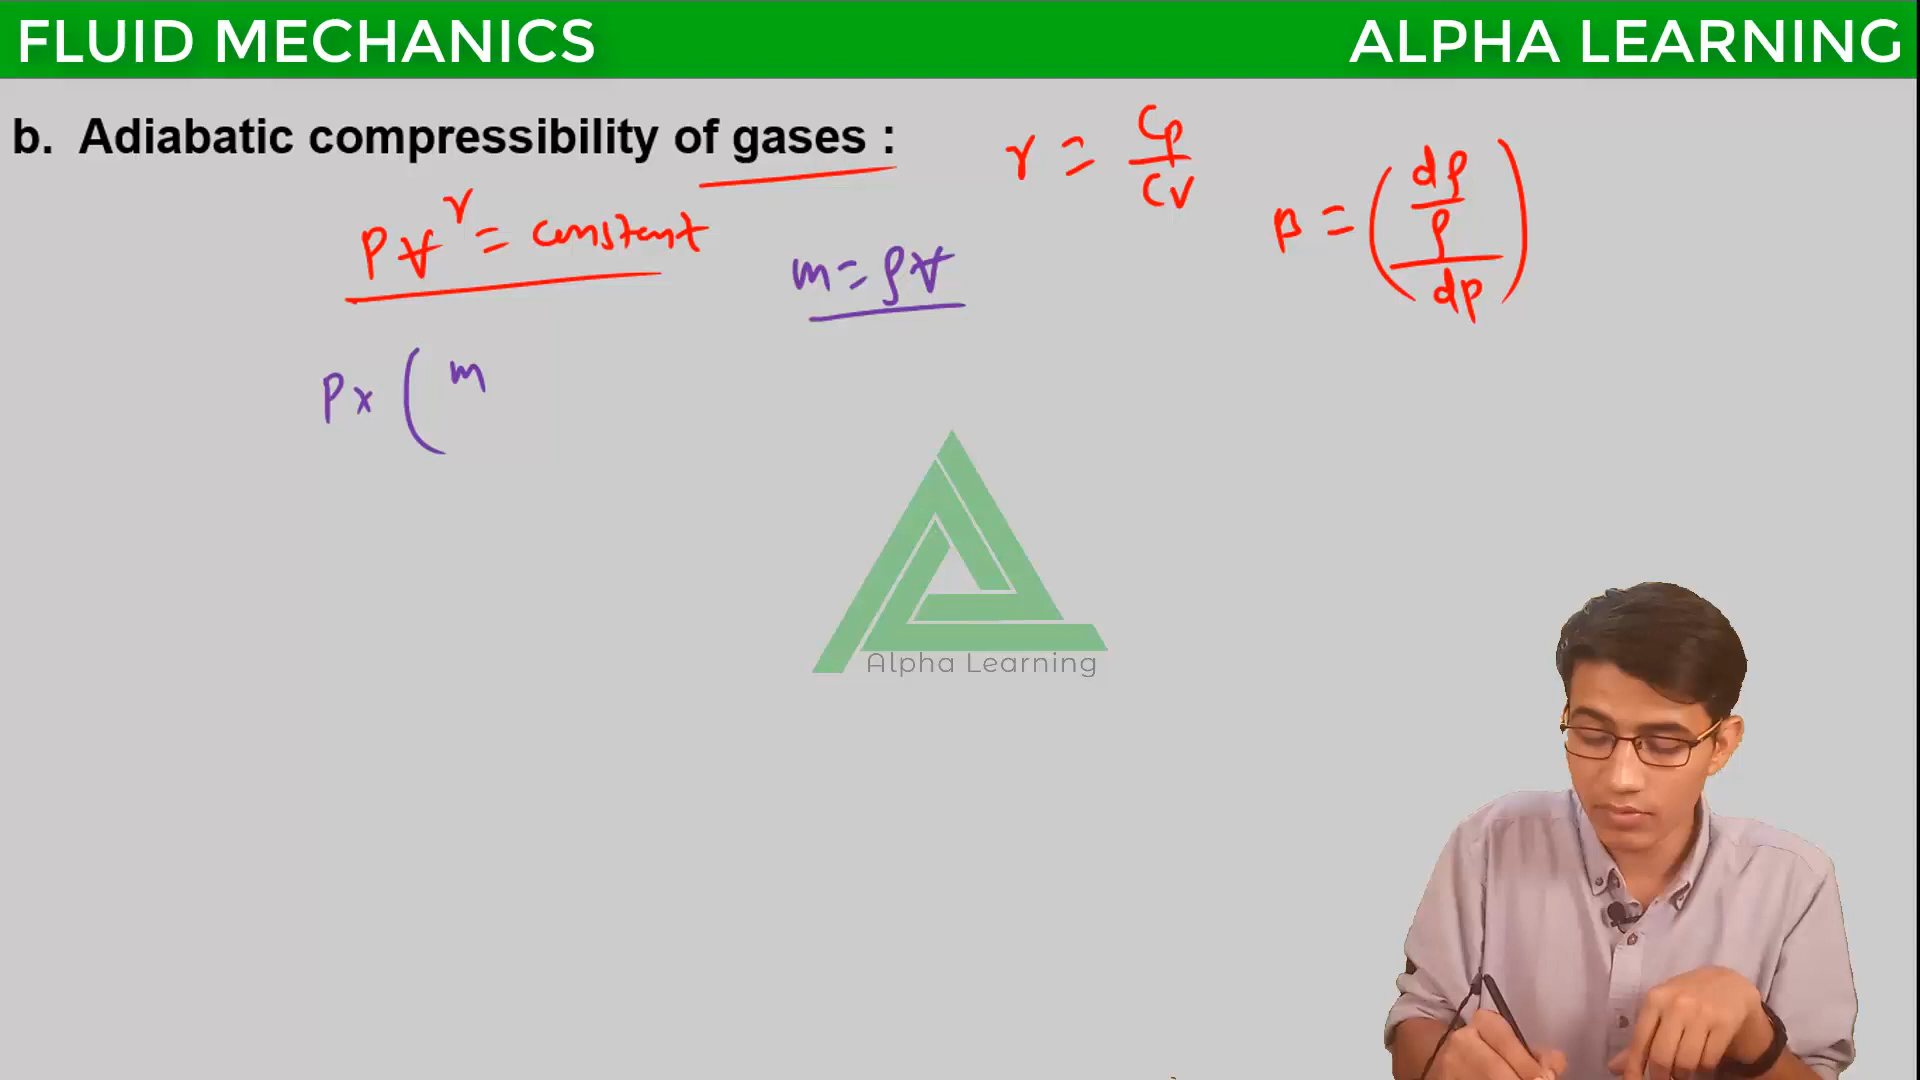 FLUID MECHANICS ALPHA LEARNING
b. Adiabatic compressibility of gases :
γ = Cp/Cv
β = ((dρ/ρ)/dp)
P∀^γ = constant
m = ρ∀
P× ( m
Alpha Learning